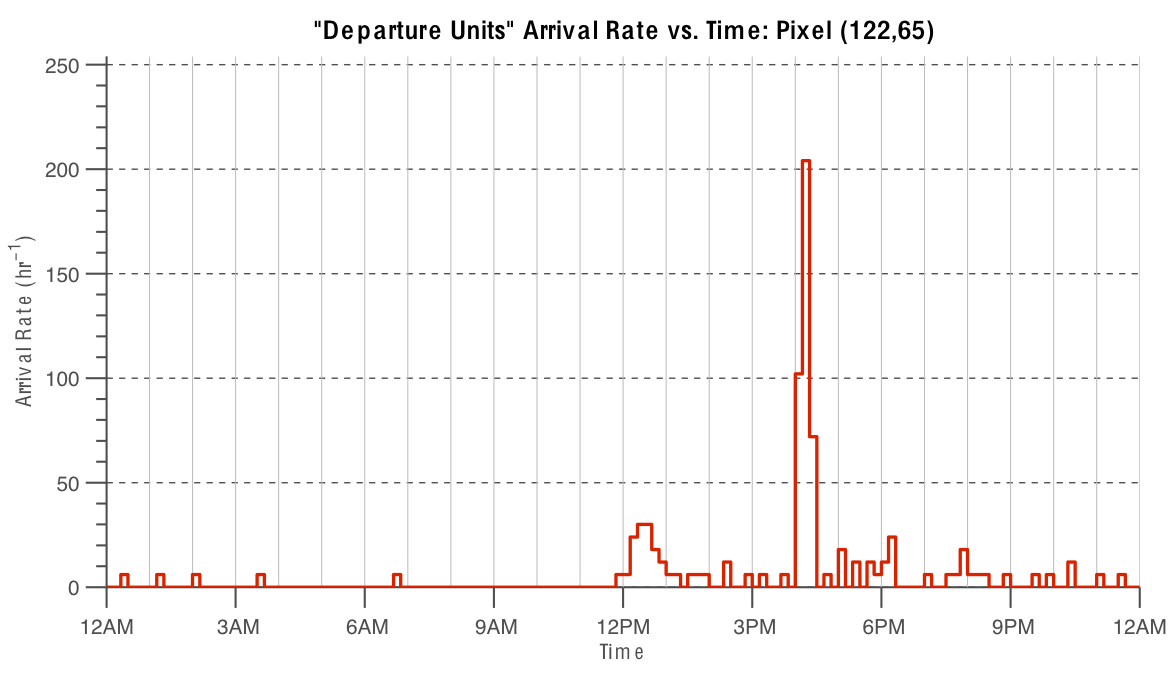 "Departure Units" Arrival Rate vs. Time: Pixel (122,65)
250
200
150
100
50
0
Arrival Rate (hr⁻¹)
12AM 3AM 6AM 9AM 12PM 3PM 6PM 9PM 12AM
Time